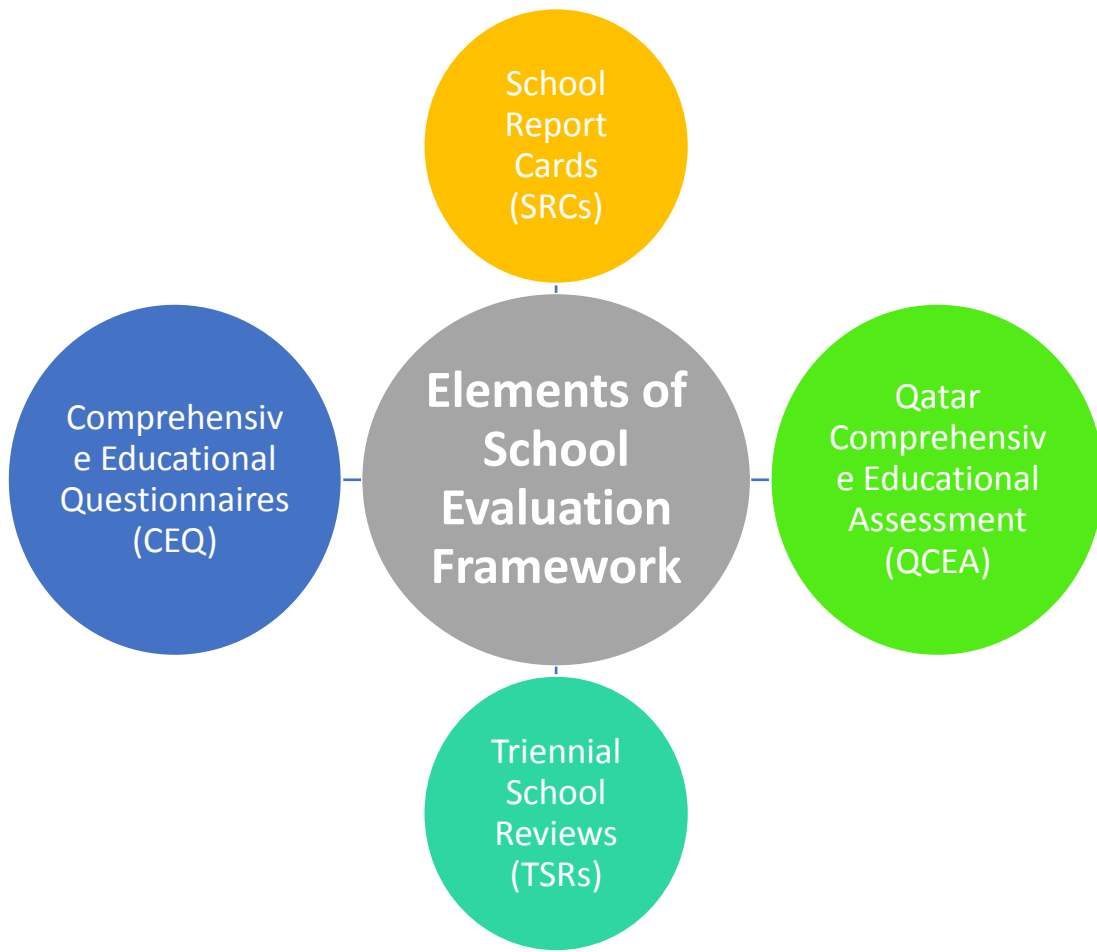 School
Report
Cards
(SRCs)
Comprehensiv
e Educational
Questionnaires
(CEQ)
Elements of
School
Evaluation
Framework
Qatar
Comprehensiv
e Educational
Assessment
(QCEA)
Triennial
School
Reviews
(TSRs)